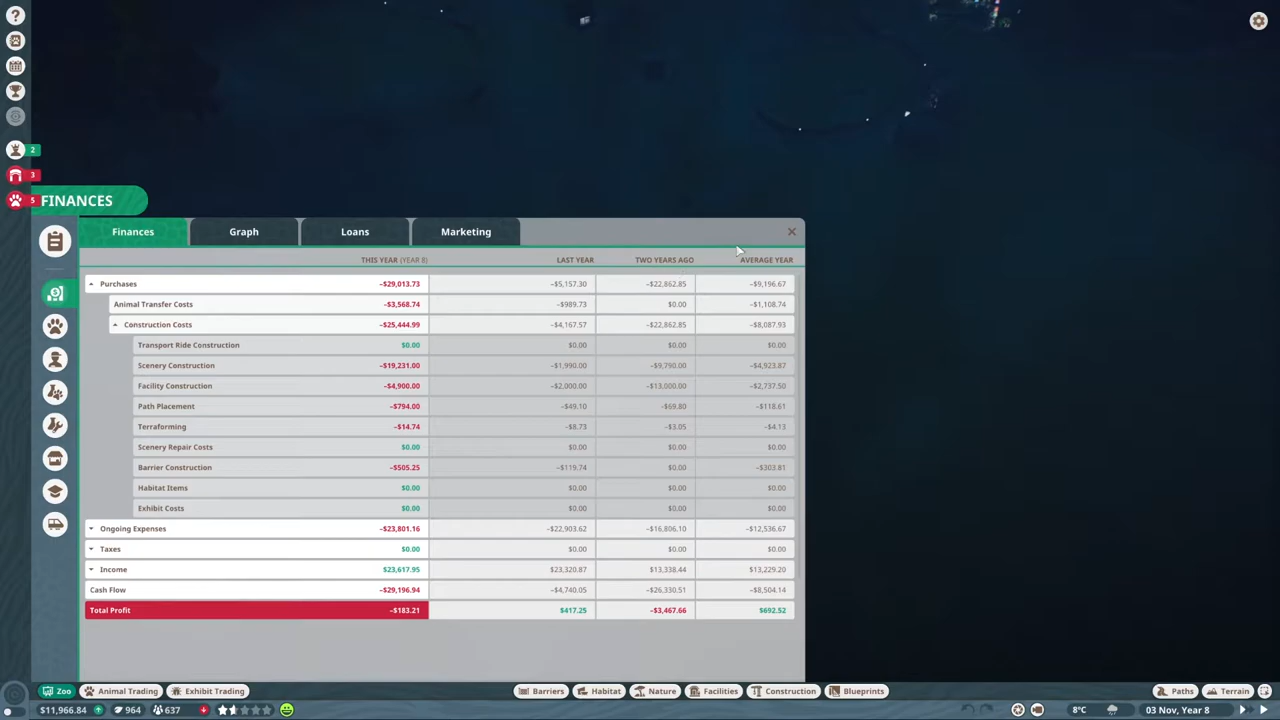 ?
2
3
5
FINANCES
Finances Graph Loans Marketing
THIS YEAR (YEAR 8) LAST YEAR TWO YEARS AGO AVERAGE YEAR
Purchases -$29,013.73 -$5,157.30 -$22,862.85 -$9,196.67
Animal Transfer Costs -$3,568.74 -$989.73 $0.00 -$1,108.74
Construction Costs -$25,444.99 -$4,167.57 -$22,862.85 -$8,087.93
Transport Ride Construction $0.00 $0.00 $0.00 $0.00
Scenery Construction -$19,231.00 -$1,990.00 -$9,790.00 -$4,923.87
Facility Construction -$4,900.00 -$2,000.00 -$13,000.00 -$2,737.50
Path Placement -$794.00 -$49.10 -$69.80 -$118.61
Terraforming -$14.74 -$8.73 -$3.05 -$4.13
Scenery Repair Costs $0.00 $0.00 $0.00 $0.00
Barrier Construction -$505.25 -$119.74 $0.00 -$303.81
Habitat Items $0.00 $0.00 $0.00 $0.00
Exhibit Costs $0.00 $0.00 $0.00 $0.00
Ongoing Expenses -$23,801.16 -$22,903.62 -$16,806.10 -$12,536.67
Taxes $0.00 $0.00 $0.00 $0.00
Income $23,617.95 $23,320.87 $13,338.44 $13,229.20
Cash Flow -$29,196.94 -$4,740.05 -$26,330.51 -$8,504.14
Total Profit -$183.21 $417.25 -$3,467.66 $692.52
Zoo Animal Trading Exhibit Trading Barriers Habitat Nature Facilities Construction Blueprints Paths Terrain
$11,966.84 964 637 8°C 03 Nov, Year 8